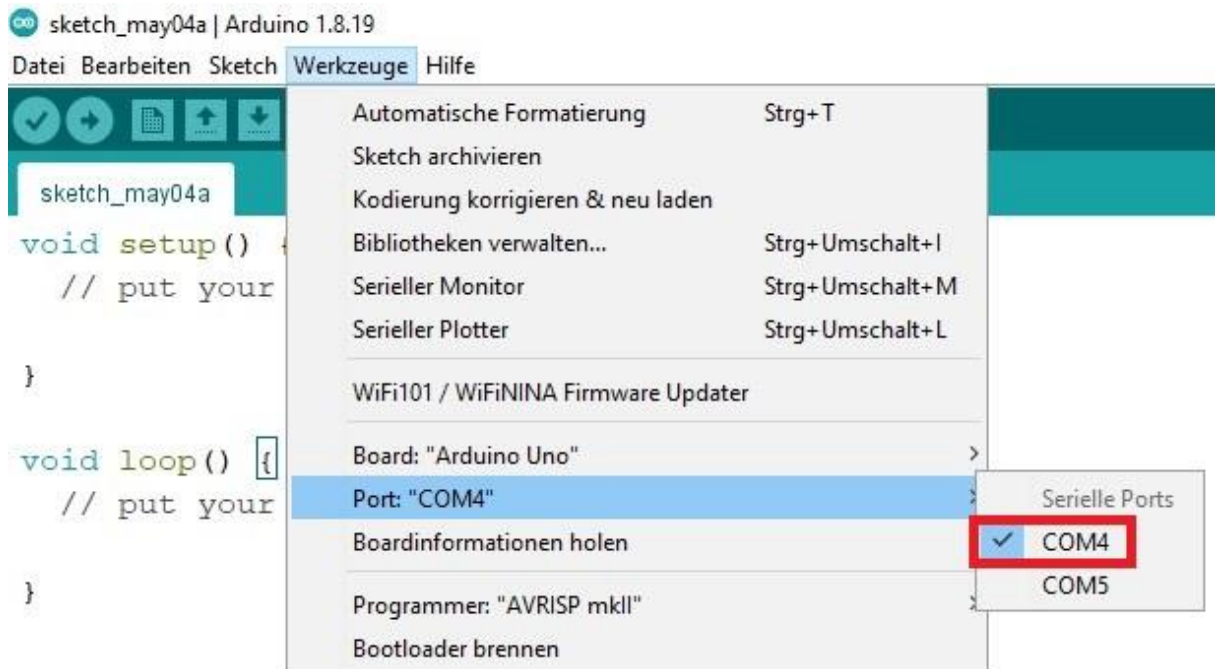 sketch_may04a | Arduino 1.8.19
Datei Bearbeiten Sketch Werkzeuge Hilfe
sketch_may04a
void setup() {
// put your
}
void loop() {
// put your
}
Automatische Formatierung Strg+T
Sketch archivieren
Kodierung korrigieren & neu laden
Bibliotheken verwalten... Strg+Umschalt+I
Serieller Monitor Strg+Umschalt+M
Serieller Plotter Strg+Umschalt+L
WiFi101 / WiFiNINA Firmware Updater
Board: "Arduino Uno"
Port: "COM4"
Boardinformationen holen
Programmer: "AVRISP mkII"
Bootloader brennen
Serielle Ports
COM4
COM5